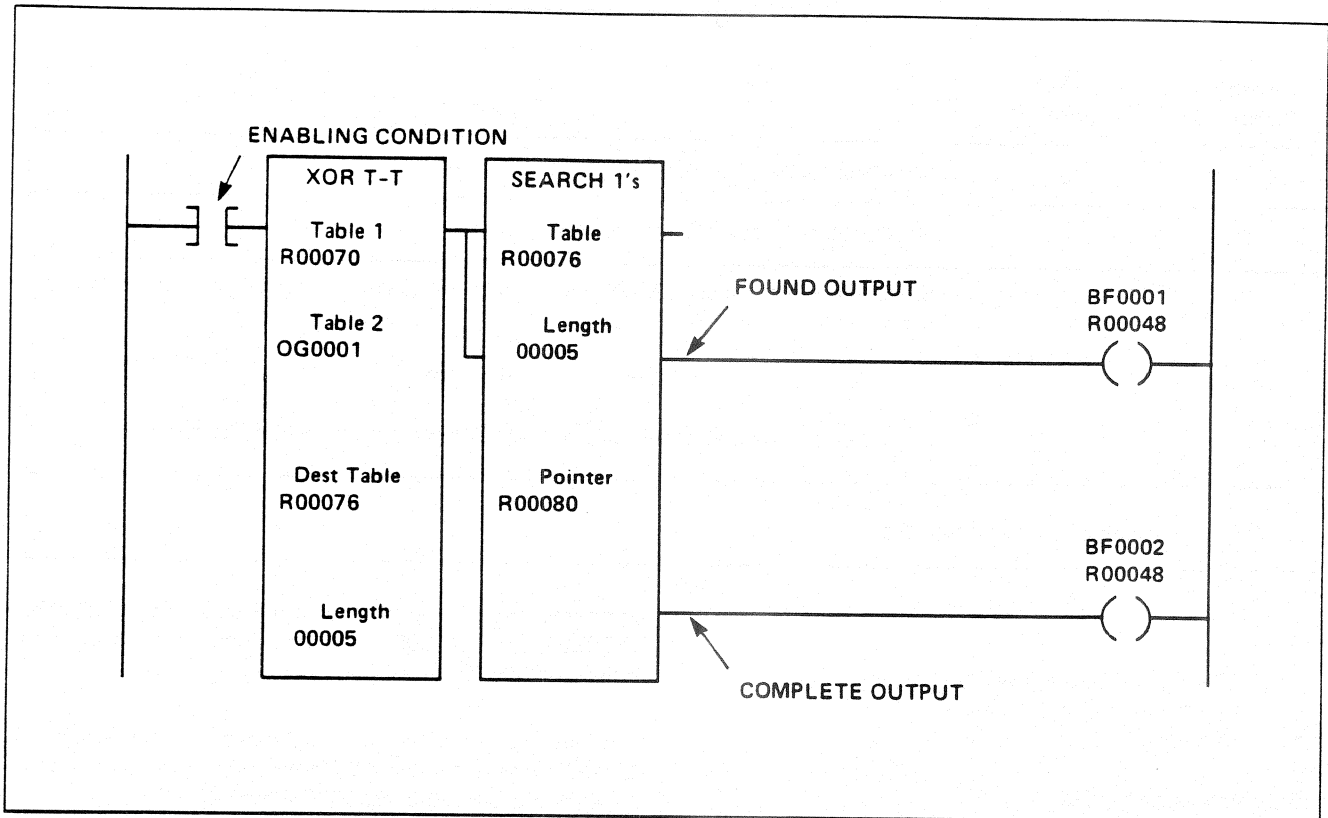 ENABLING CONDITION
XOR T-T
Table 1
R00070
Table 2
OG0001
Dest Table
R00076
Length
00005
SEARCH 1's
Table
R00076
Length
00005
Pointer
R00080
FOUND OUTPUT
BF0001
R00048
BF0002
R00048
COMPLETE OUTPUT